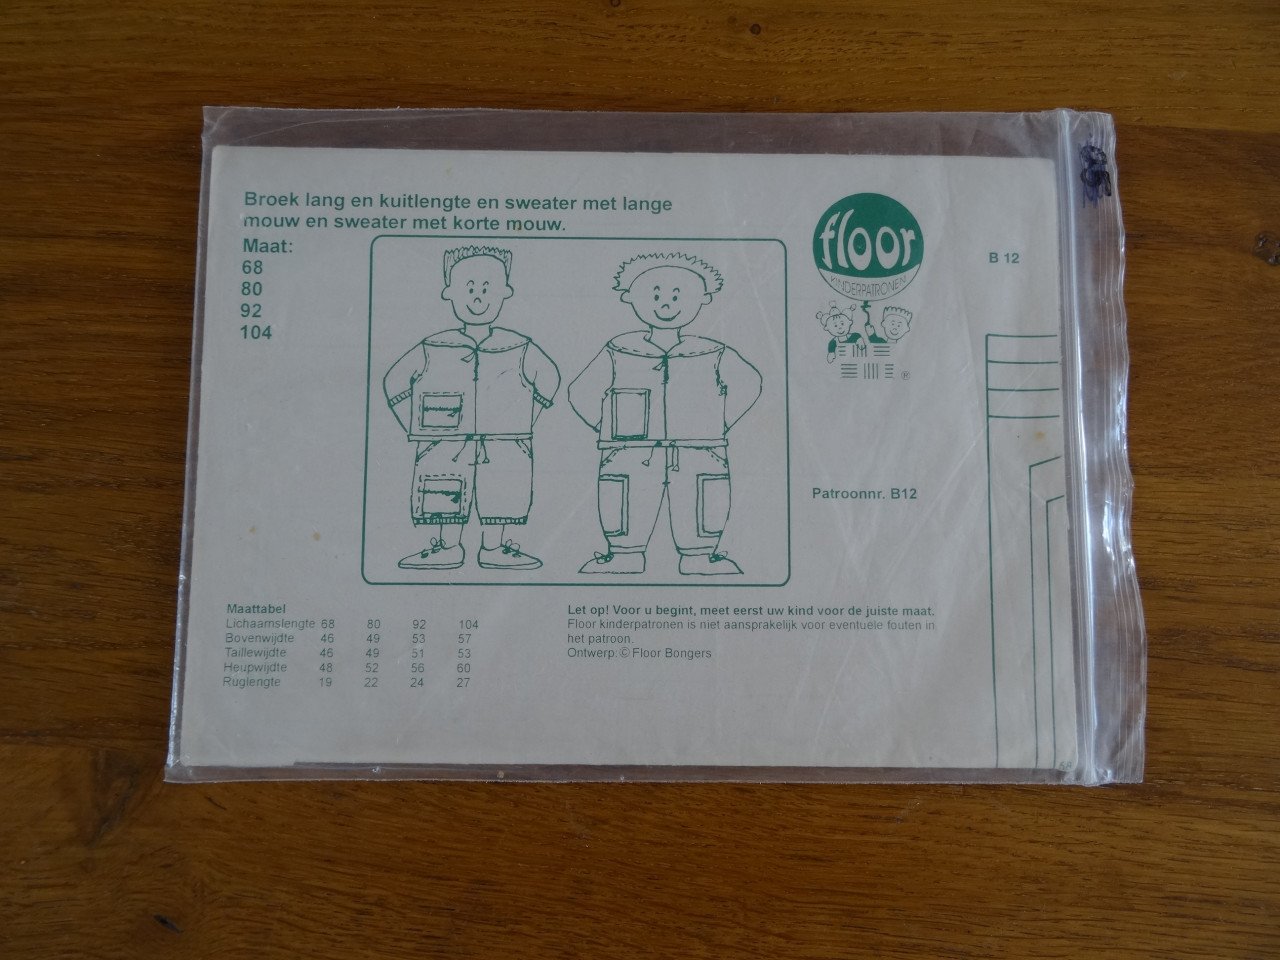 Broek lang en kuitlengte en sweater met lange
mouw en sweater met korte mouw.
Maat:
68
80
92
104
floor
KINDERPATRONEN
®
B 12
Patroonnr. B12
Maattabel
Lichaamslengte 68 80 92 104
Bovenwijdte 46 49 53 57
Taillewijdte 46 49 51 53
Heupwijdte 48 52 56 60
Ruglengte 19 22 24 27
Let op! Voor u begint, meet eerst uw kind voor de juiste maat.
Floor kinderpatronen is niet aansprakelijk voor eventuele fouten in
het patroon.
Ontwerp: © Floor Bongers
68